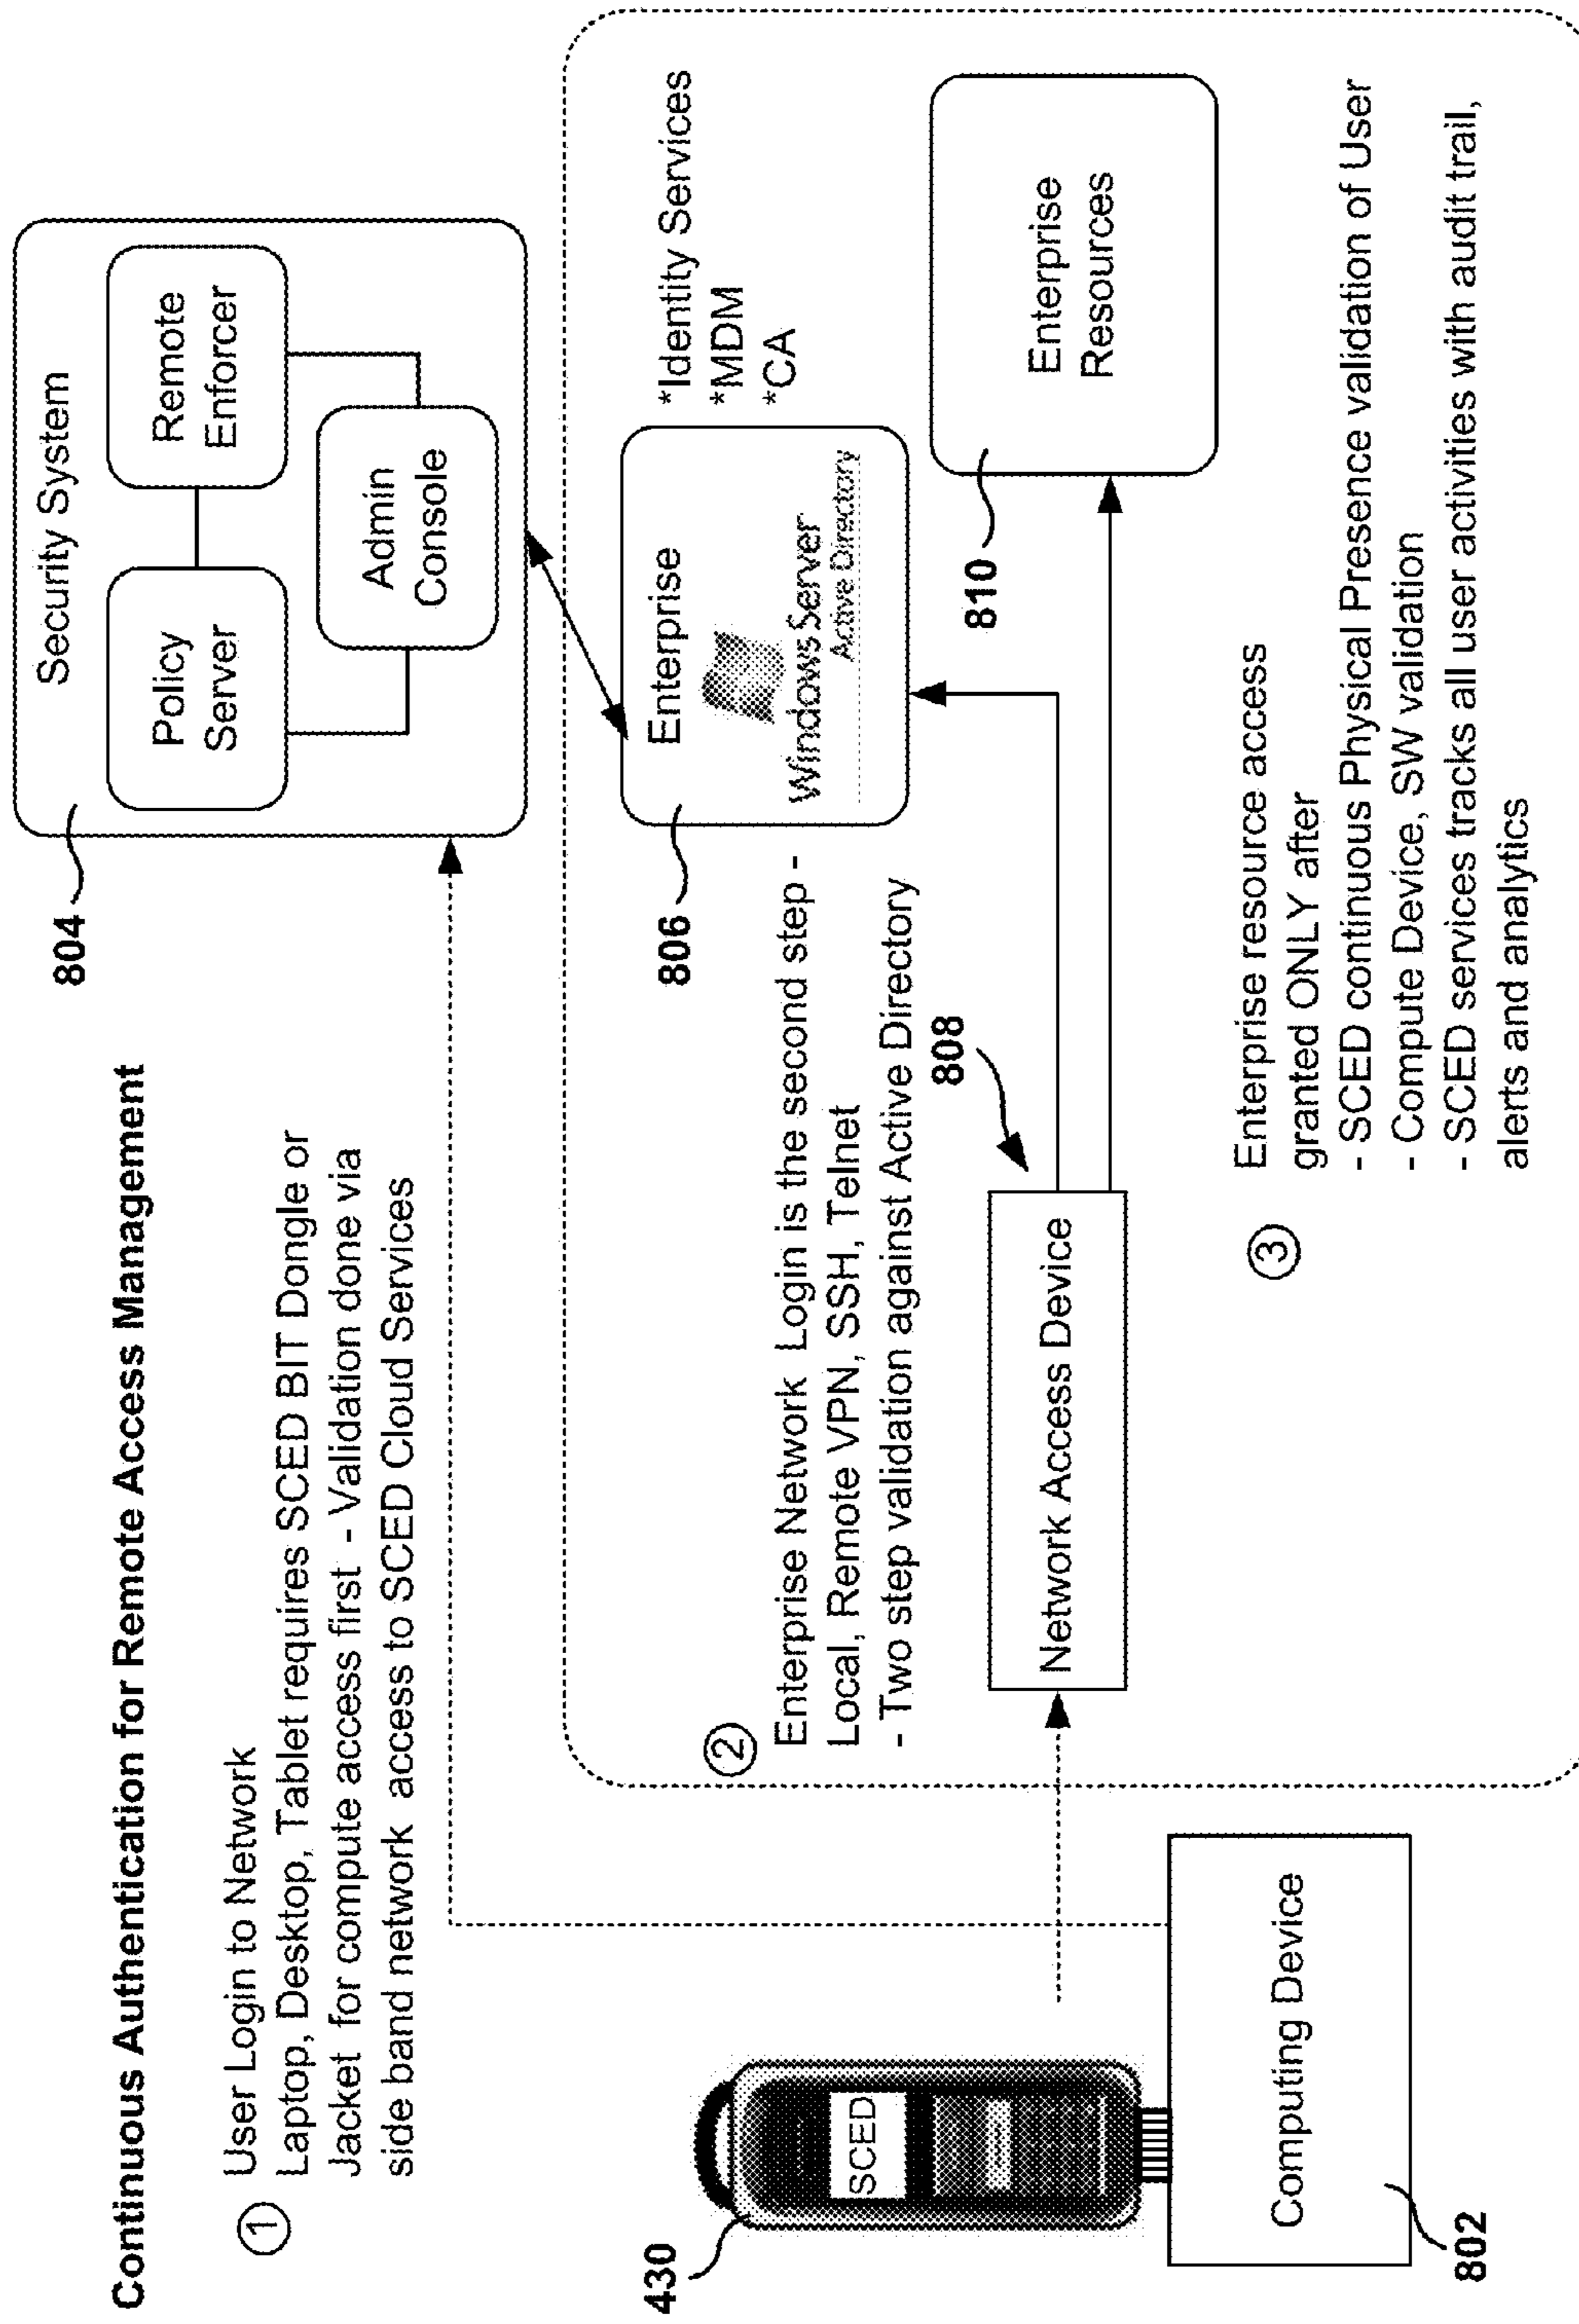 Continuous Authentication for Remote Access Managemet
1
User Login to Network
Laptop, Desktop, Tablet requires SCED BIT Dongle or
Jacket for compute access first - Validation done via
side band network access to SCED Cloud Services
804
Security System
Policy
Server
Remote
Enforcer
Admin
Console
2
Enterprise Network Login is the second step -
Local, Remote VPN, SSH, Telnet
- Two step validation against Active Directory
806
Enterprise
Windows Server
Active Directory
*Identity Services
*MDM
*CA
430
SCED
Computing Device
802
Network Access Device
808
810
Enterprise
Resources
3
Enterprise resource access
granted ONLY after
- SCED continuous Physical Presence validation of User
- Compute Device, SW validation
- SCED services tracks all user activities with audit trail,
alerts and analytics